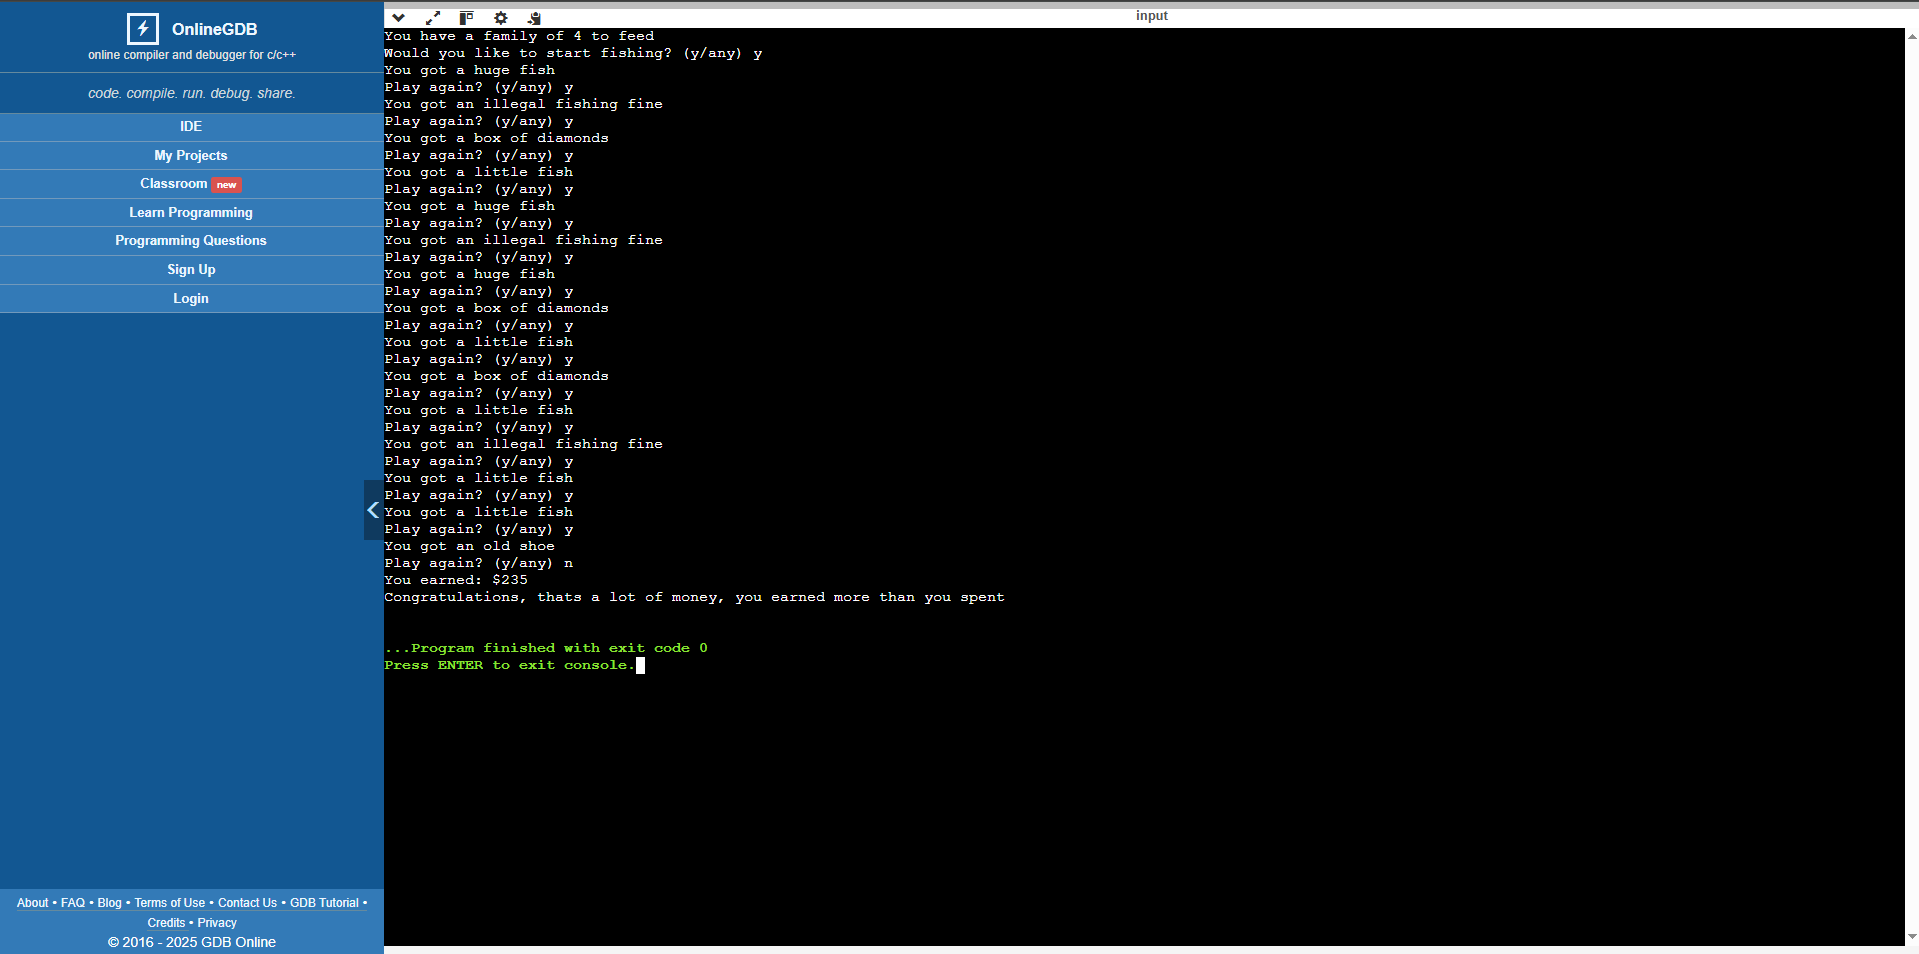 OnlineGDB
online compiler and debugger for c/c++
code. compile. run. debug. share.
IDE
My Projects
Classroom new
Learn Programming
Programming Questions
Sign Up
Login
About • FAQ • Blog • Terms of Use • Contact Us • GDB Tutorial •
Credits • Privacy
© 2016 - 2025 GDB Online
input
You have a family of 4 to feed
Would you like to start fishing? (y/any) y
You got a huge fish
Play again? (y/any) y
You got an illegal fishing fine
Play again? (y/any) y
You got a box of diamonds
Play again? (y/any) y
You got a little fish
Play again? (y/any) y
You got a huge fish
Play again? (y/any) y
You got an illegal fishing fine
Play again? (y/any) y
You got a huge fish
Play again? (y/any) y
You got a box of diamonds
Play again? (y/any) y
You got a little fish
Play again? (y/any) y
You got a box of diamonds
Play again? (y/any) y
You got a little fish
Play again? (y/any) y
You got an illegal fishing fine
Play again? (y/any) y
You got a little fish
Play again? (y/any) y
You got a little fish
Play again? (y/any) y
You got an old shoe
Play again? (y/any) n
You earned: $235
Congratulations, thats a lot of money, you earned more than you spent
...Program finished with exit code 0
Press ENTER to exit console.